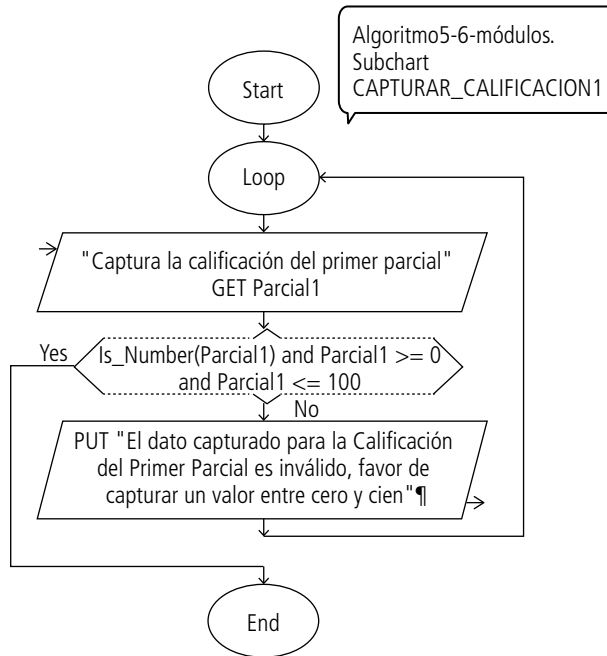 Algoritmo5-6-módulos.
Subchart
CAPTURAR_CALIFICACION1
Start
Loop
"Captura la calificación del primer parcial"
GET Parcial1
Yes
Is_Number(Parcial1) and Parcial1 >= 0
and Parcial1 <= 100
No
PUT "El dato capturado para la Calificación
del Primer Parcial es inválido, favor de
capturar un valor entre cero y cien"¶
End